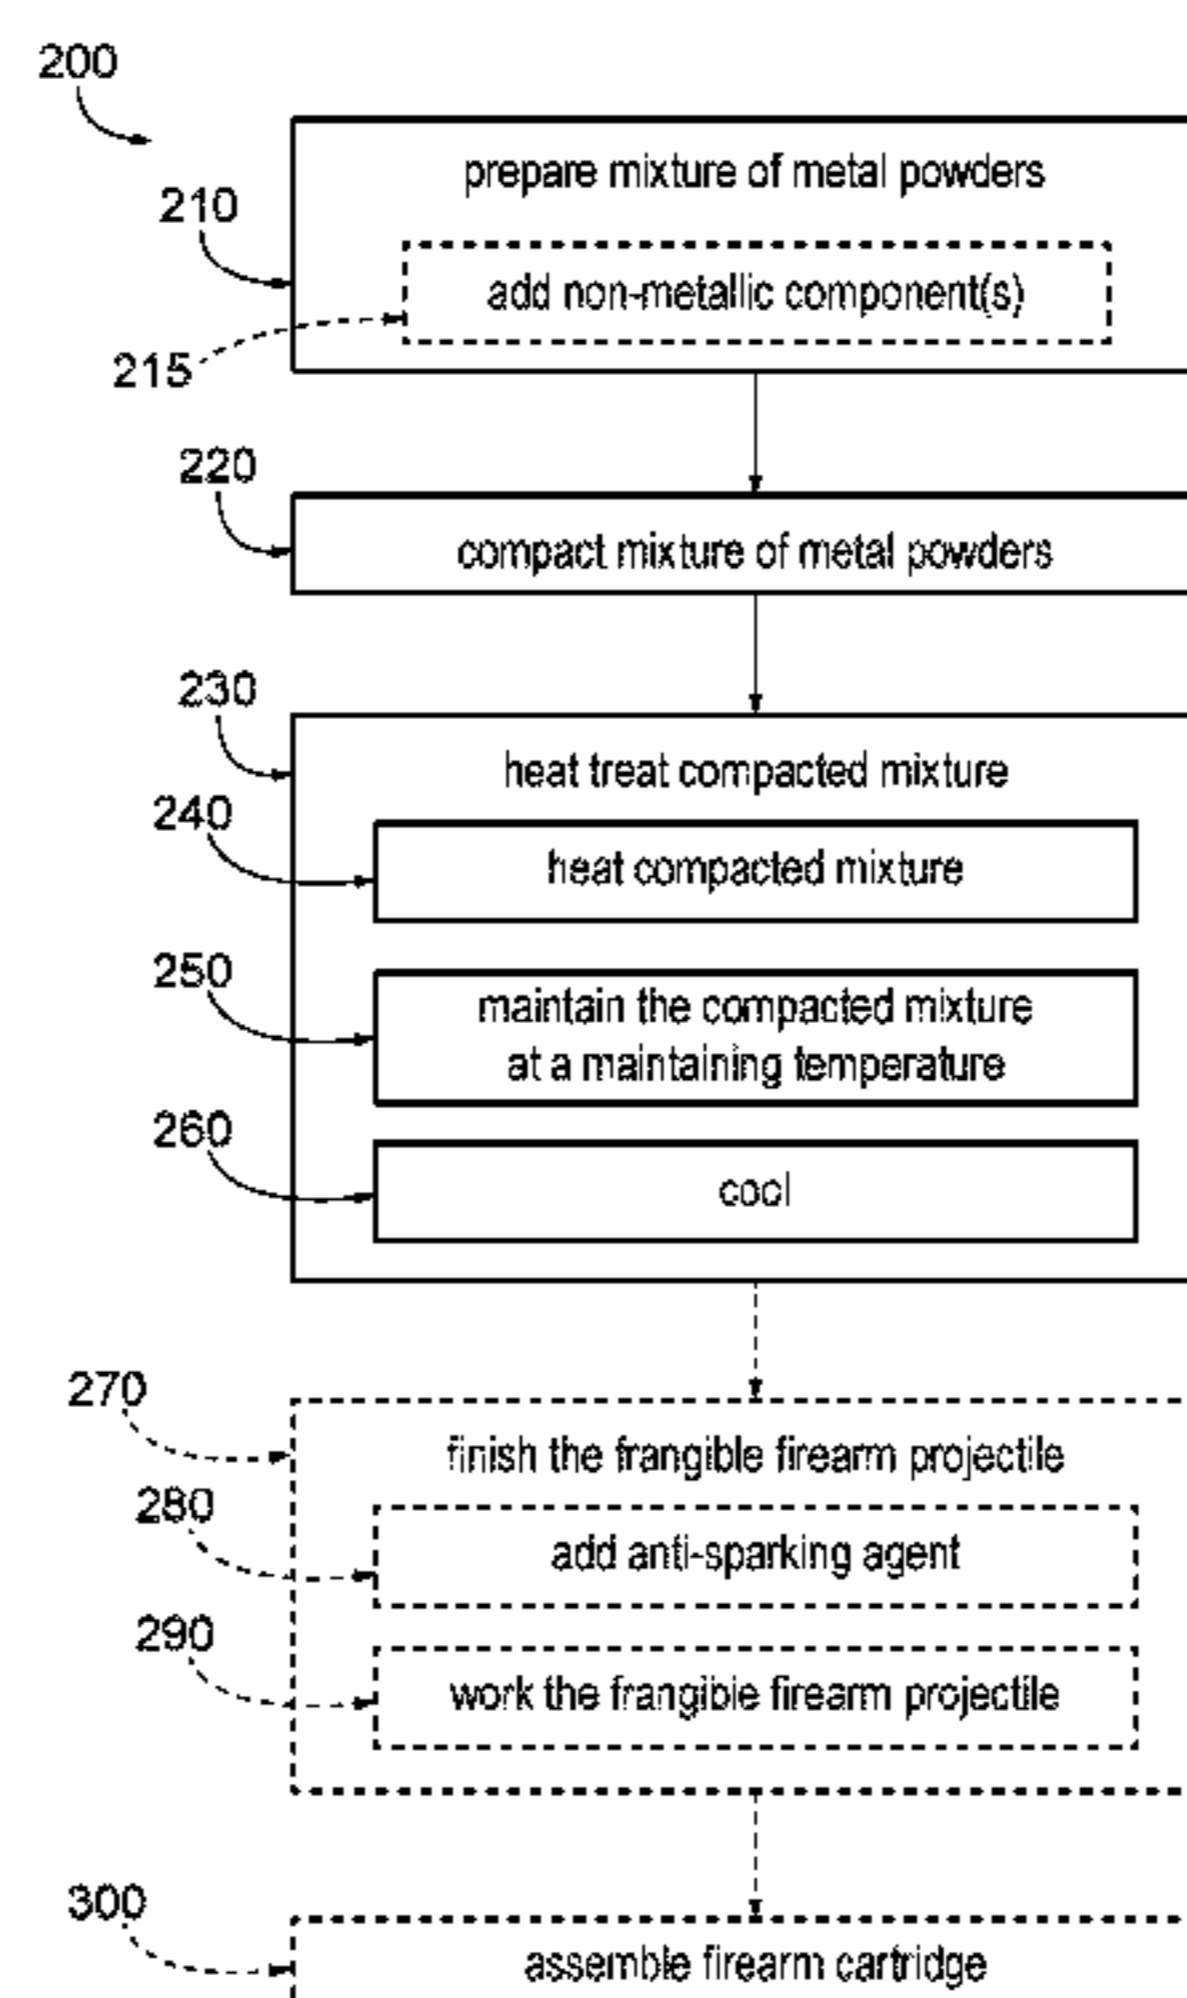 200
210
prepare mixture of metal powders
215
add non-metallic component(s)
220
compact mixture of metal powders
230
heat treat compacted mixture
240
heat compacted mixture
250
maintain the compacted mixture
at a maintaining temperature
260
cool
270
finish the frangible firearm projectile
280
add anti-sparking agent
290
work the frangible firearm projectile
300
assemble firearm cartridge